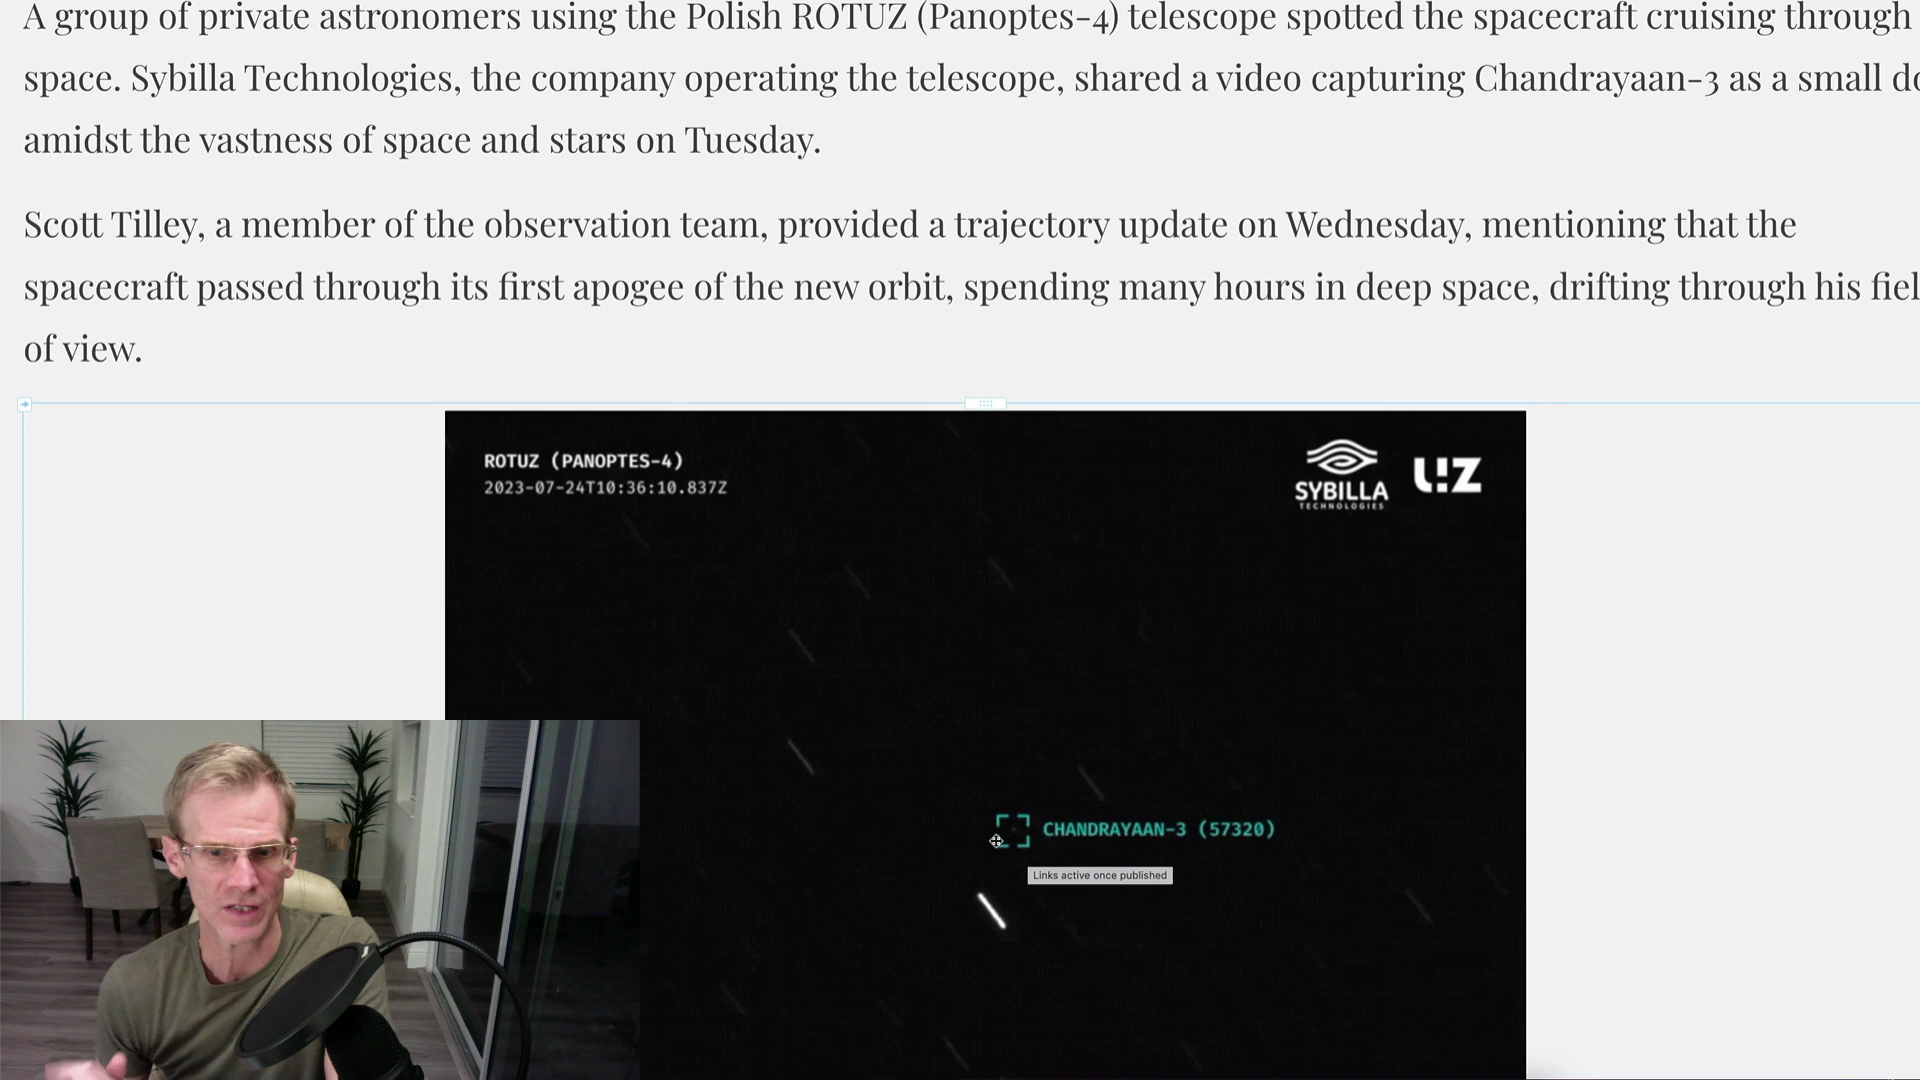 A group of private astronomers using the Polish ROTUZ (Panoptes-4) telescope spotted the spacecraft cruising through
space. Sybilla Technologies, the company operating the telescope, shared a video capturing Chandrayaan-3 as a small
amidst the vastness of space and stars on Tuesday.
Scott Tilley, a member of the observation team, provided a trajectory update on Wednesday, mentioning that the
spacecraft passed through its first apogee of the new orbit, spending many hours in deep space, drifting through his
of view.
ROTUZ (PANOPTES-4)
2023-07-24T10:36:10.837Z
SYBILLA
TECHNOLOGIES
CHANDRAYAAN-3 (57320)
Links active once published